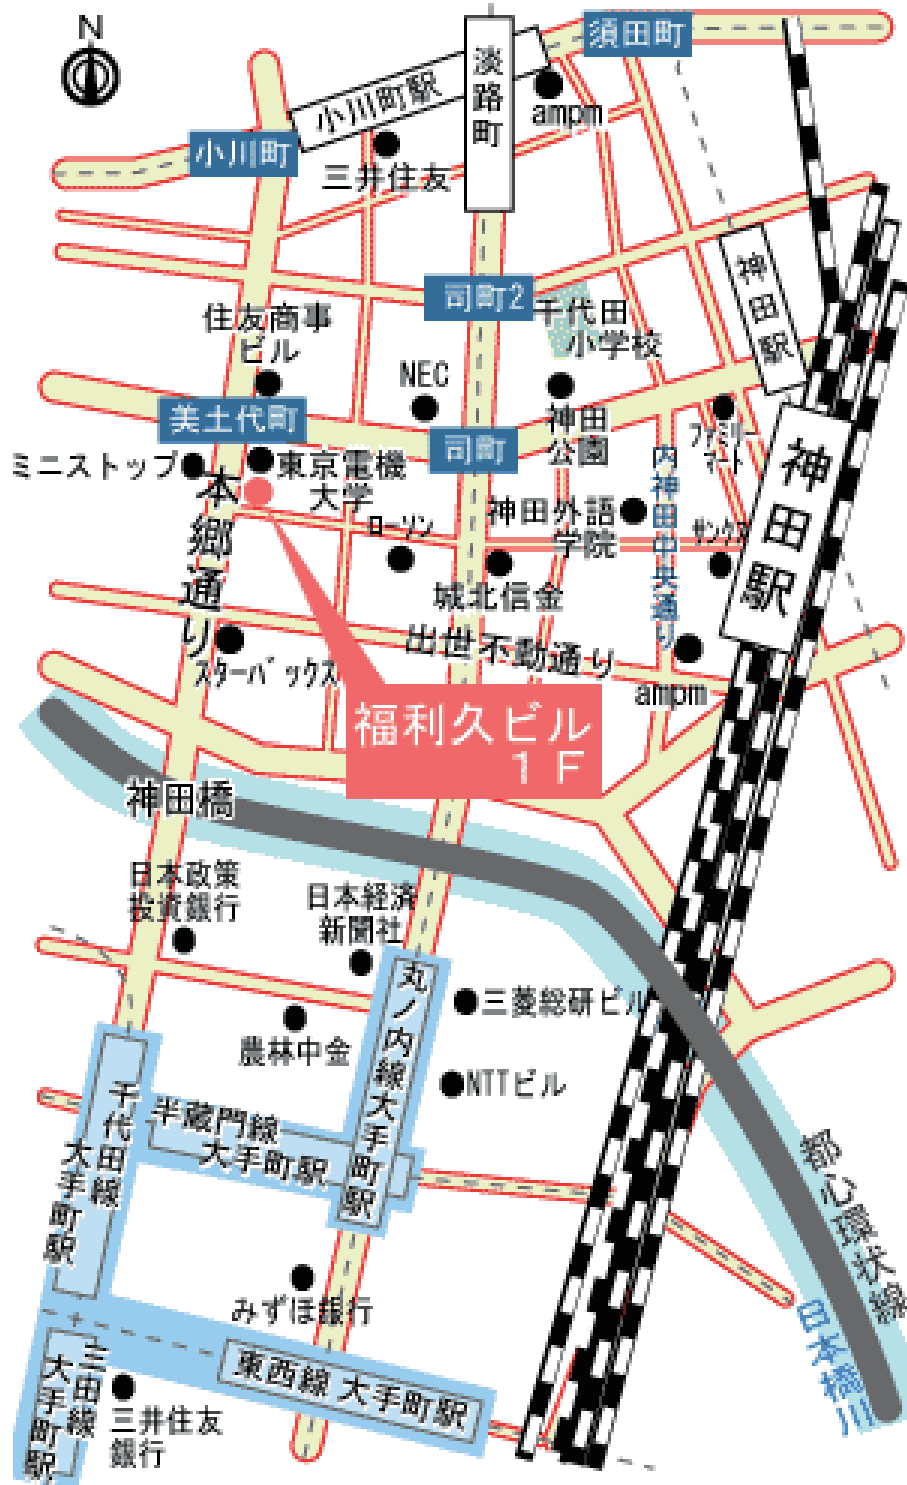 N
須田町
淡路町
小川町駅
ampm
小川町
三井住友
神田駅
司町2
千代田
小学校
住友商事
ビル
NEC
美土代町
司町
神田
公園
ファミリー
マート
神田駅
ミニストップ
東京電機
大学
本郷通り
ローソン
神田外語
学院
内神田中央通り
サンクス
城北信金
出世不動通り
スターバックス
ampm
福利久ビル
1F
神田橋
日本政策
投資銀行
日本経済
新聞社
丸ノ内線大手町駅
三菱総研ビル
農林中金
NTTビル
千代田線
大手町駅
半蔵門線
大手町駅
都心環状線
日本橋川
みずほ銀行
東西線 大手町駅
三田線
大手町駅
三井住友
銀行